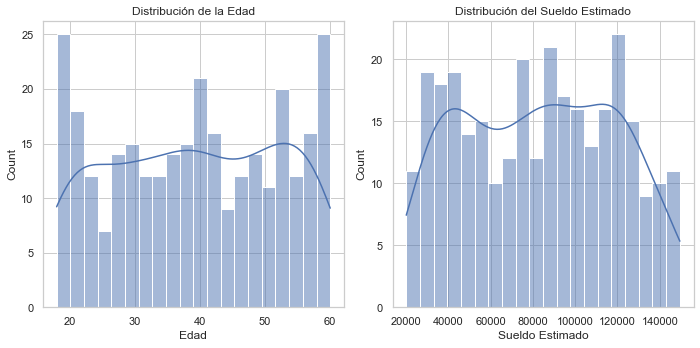 Distribución de la Edad
Count
25
20
15
10
5
0
20 30 40 50 60
Edad
Distribución del Sueldo Estimado
Count
20
15
10
5
0
20000 40000 60000 80000 100000 120000 140000
Sueldo Estimado